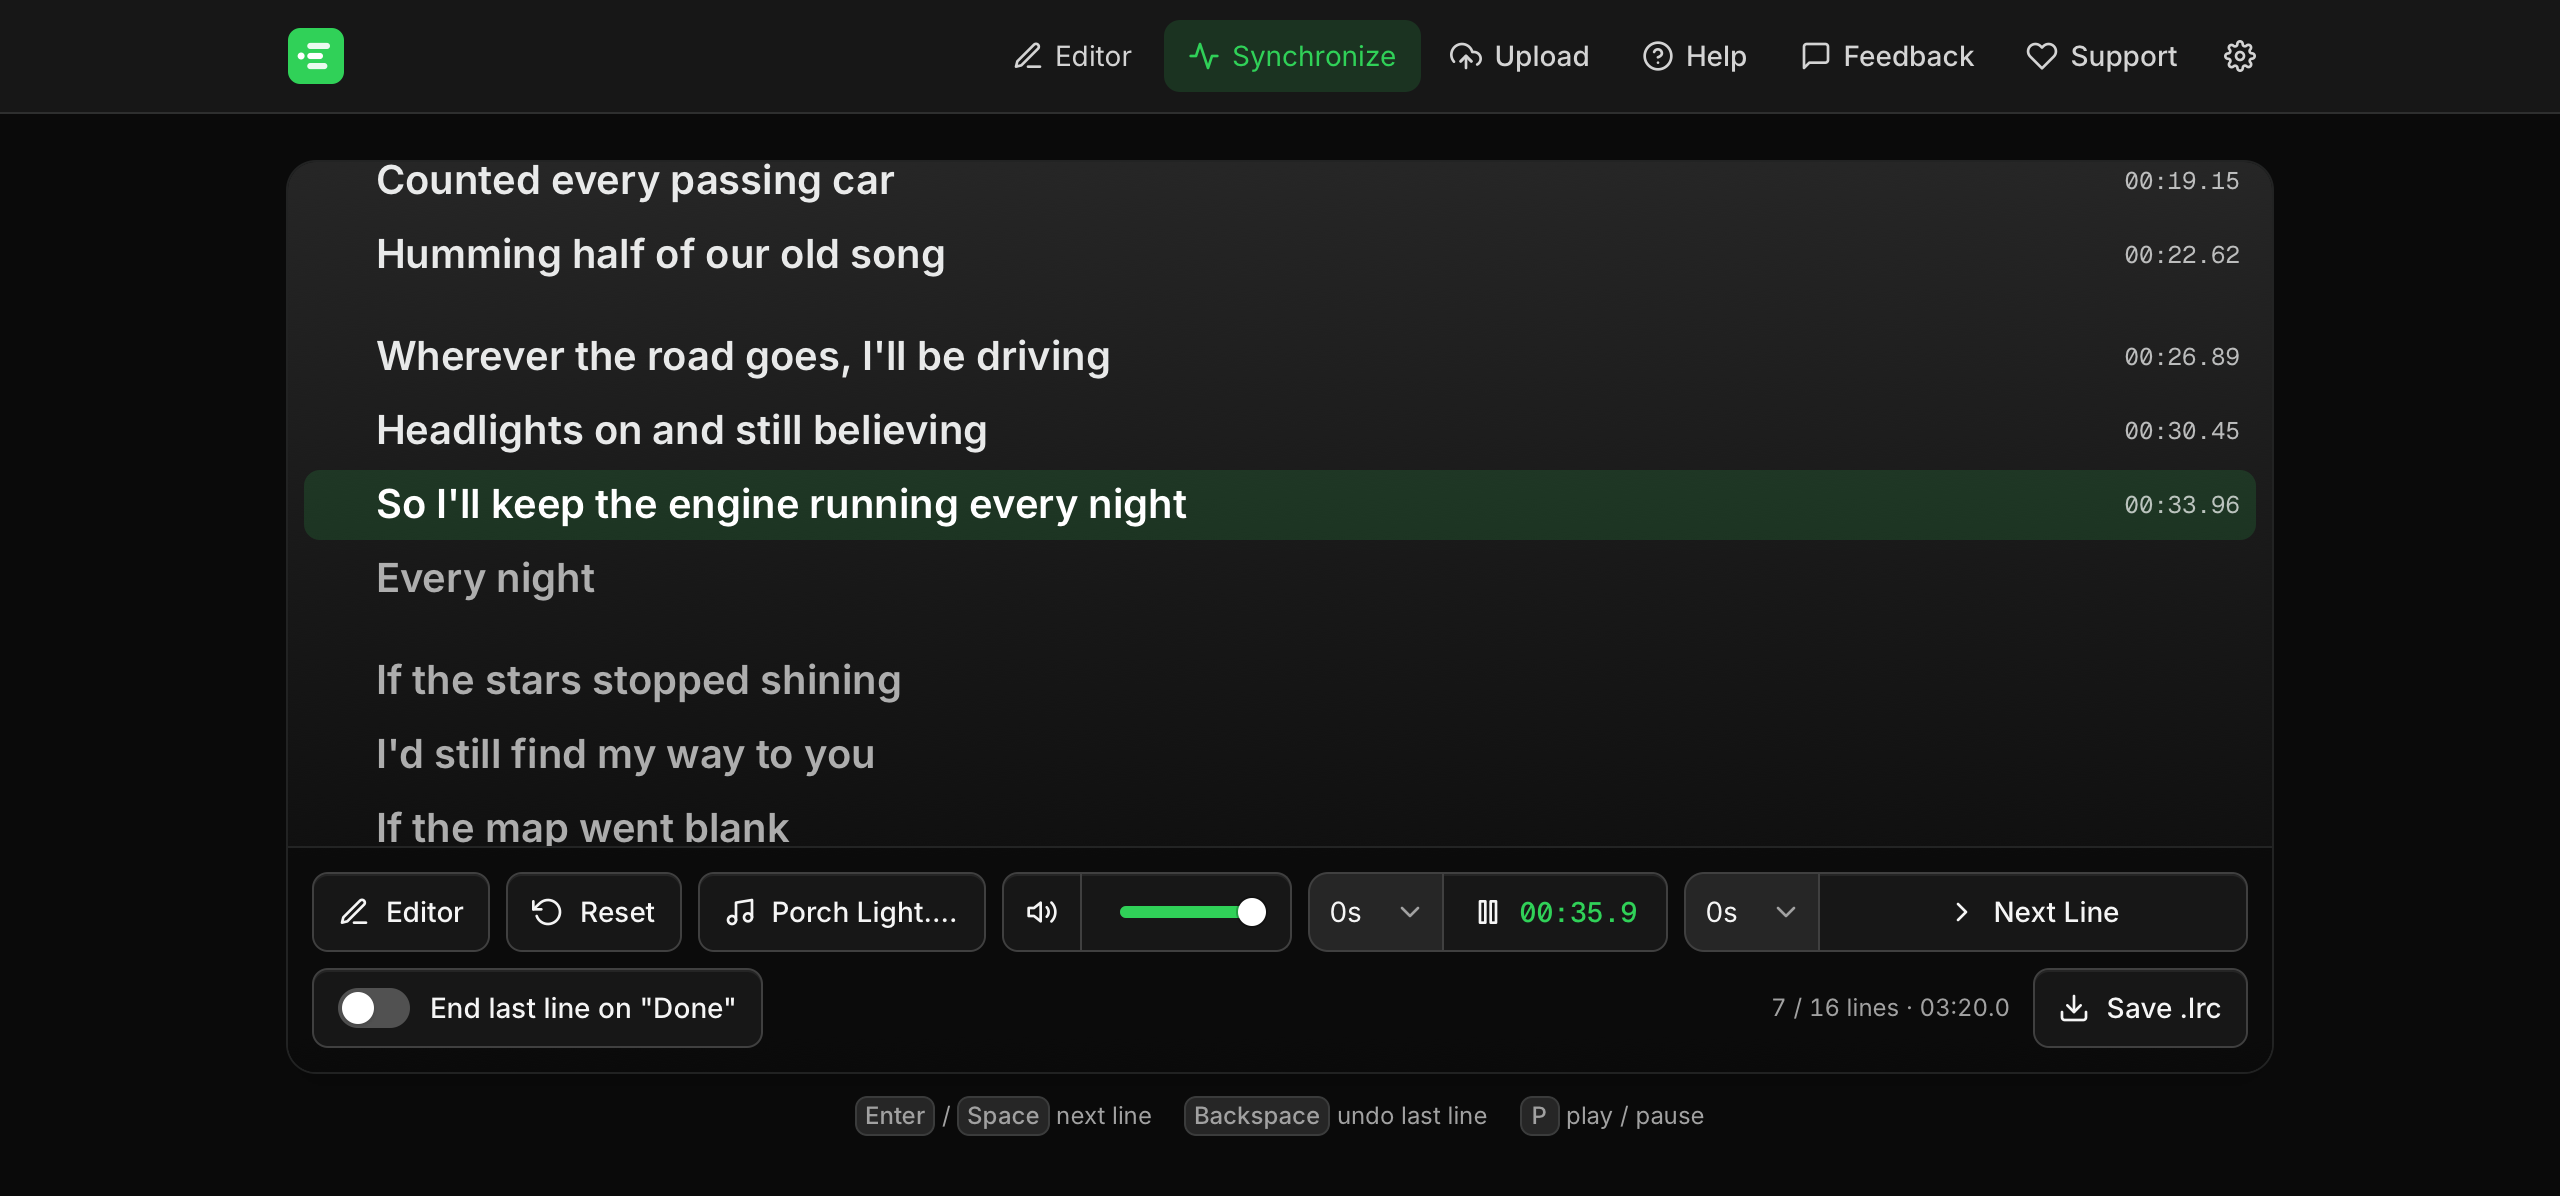 Editor Synchronize Upload Help Feedback Support
Counted every passing car 00:19.15
Humming half of our old song 00:22.62
Wherever the road goes, I'll be driving 00:26.89
Headlights on and still believing 00:30.45
So I'll keep the engine running every night 00:33.96
Every night
If the stars stopped shining
I'd still find my way to you
If the map went blank
Editor Reset Porch Light.... 0s 00:35.9 0s Next Line
End last line on "Done" 7 / 16 lines · 03:20.0 Save .lrc
Enter / Space next line Backspace undo last line P play / pause